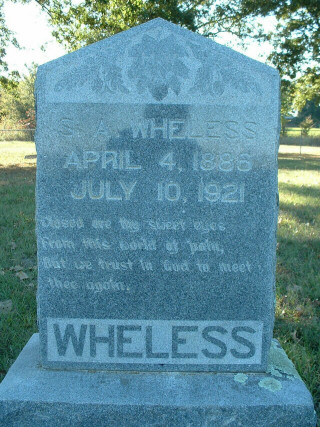 S. A. WHELESS
APRIL 4, 1886
JULY 10, 1921
Closed are thy sweet eyes
From this world of pain,
But we trust in God to meet
thee again.
WHELESS